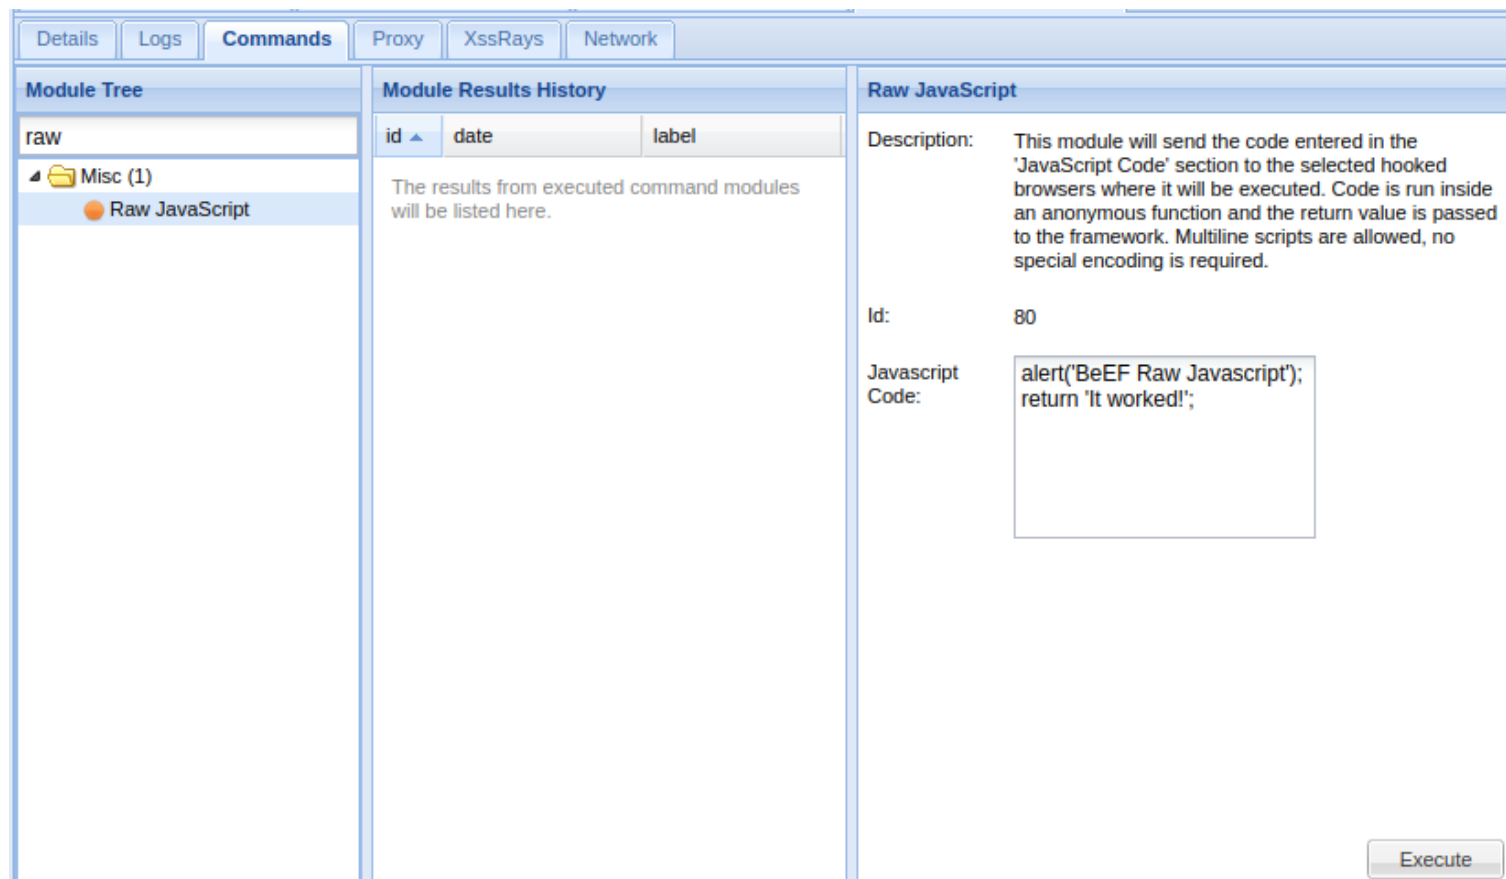 Details Logs Commands Proxy XssRays Network
Module Tree
raw
Misc (1)
Raw JavaScript
Module Results History
id date label
The results from executed command modules
will be listed here.
Raw JavaScript
Description: This module will send the code entered in the
'JavaScript Code' section to the selected hooked
browsers where it will be executed. Code is run inside
an anonymous function and the return value is passed
to the framework. Multiline scripts are allowed, no
special encoding is required.
Id: 80
Javascript
Code:
alert('BeEF Raw Javascript');
return 'It worked!';
Execute